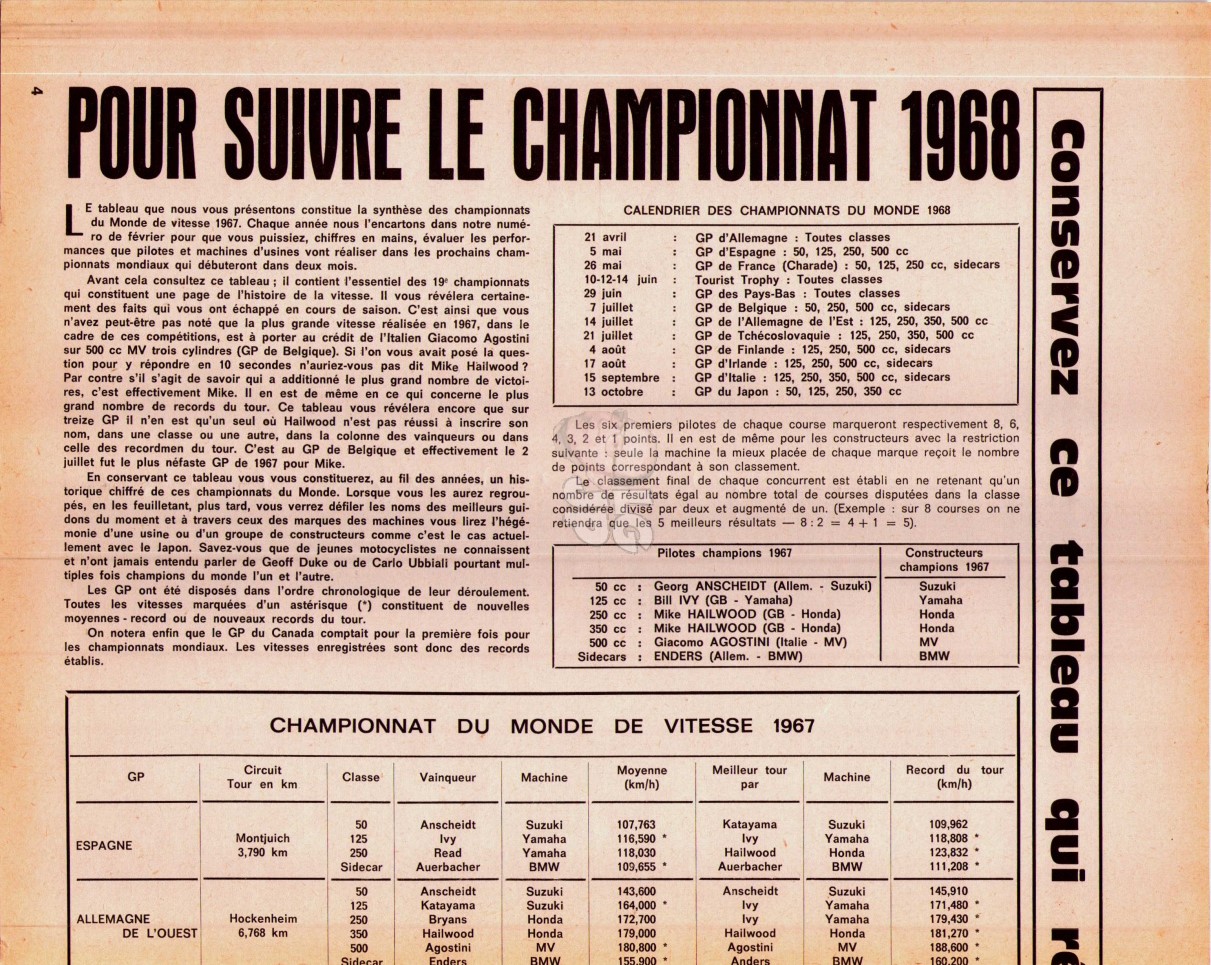 4
POUR SUIVRE LE CHAMPIONNAT 1968
LE tableau que nous vous présentons constitue la synthèse des championnats
du Monde de vitesse 1967. Chaque année nous l'encartons dans notre numé-
ro de février pour que vous puissiez, chiffres en mains, évaluer les perfor-
mances que pilotes et machines d'usines vont réaliser dans les prochains cham-
pionnats mondiaux qui débuteront dans deux mois.
Avant cela consultez ce tableau ; il contient l'essentiel des 19e championnats
qui constituent une page de l'histoire de la vitesse. Il vous révélera certaine-
ment des faits qui vous ont échappé en cours de saison. C'est ainsi que vous
n'avez peut-être pas noté que la plus grande vitesse réalisée en 1967, dans le
cadre de ces compétitions, est à porter au crédit de l'Italien Giacomo Agostini
sur 500 cc MV trois cylindres (GP de Belgique). Si l'on vous avait posé la ques-
tion pour y répondre en 10 secondes n'auriez-vous pas dit Mike Hailwood ?
Par contre s'il s'agit de savoir qui a additionné le plus grand nombre de victoi-
res, c'est effectivement Mike. Il en est de même en ce qui concerne le plus
grand nombre de records du tour. Ce tableau vous révélera encore que sur
treize GP il n'en est qu'un seul où Hailwood n'est pas réussi à inscrire son
nom, dans une classe ou une autre, dans la colonne des vainqueurs ou dans
celle des recordmen du tour. C'est au GP de Belgique et effectivement le 2
juillet fut le plus néfaste GP de 1967 pour Mike.
En conservant ce tableau vous vous constituerez, au fil des années, un his-
torique chiffré de ces championnats du Monde. Lorsque vous les aurez regrou-
pés, en les feuilletant, plus tard, vous verrez défiler les noms des meilleurs gui-
dons du moment et à travers ceux des marques des machines vous lirez l'hégé-
monie d'une usine ou d'un groupe de constructeurs comme c'est le cas actuel-
lement avec le Japon. Savez-vous que de jeunes motocyclistes ne connaissent
et n'ont jamais entendu parler de Geoff Duke ou de Carlo Ubbiali pourtant mul-
tiples fois champions du monde l'un et l'autre.
Les GP ont été disposés dans l'ordre chronologique de leur déroulement.
Toutes les vitesses marquées d'un astérisque (*) constituent de nouvelles
moyennes - record ou de nouveaux records du tour.
On notera enfin que le GP du Canada comptait pour la première fois pour
les championnats mondiaux. Les vitesses enregistrées sont donc des records
établis.
CALENDRIER DES CHAMPIONNATS DU MONDE 1968
21 avril : GP d'Allemagne : Toutes classes
5 mai : GP d'Espagne : 50, 125, 250, 500 cc
26 mai : GP de France (Charade) : 50, 125, 250 cc, sidecars
10-12-14 juin : Tourist Trophy : Toutes classes
29 juin : GP des Pays-Bas : Toutes classes
7 juillet : GP de Belgique : 50, 250, 500 cc, sidecars
14 juillet : GP de l'Allemagne de l'Est : 125, 250, 350, 500 cc
21 juillet : GP de Tchécoslovaquie : 125, 250, 350, 500 cc
4 août : GP de Finlande : 125, 250, 500 cc, sidecars
17 août : GP d'Irlande : 125, 250, 500 cc, sidecars
15 septembre : GP d'Italie : 125, 250, 350, 500 cc, sidecars
13 octobre : GP du Japon : 50, 125, 250, 350 cc
Les six premiers pilotes de chaque course marqueront respectivement 8, 6,
4, 3, 2 et 1 points. Il en est de même pour les constructeurs avec la restriction
suivante : seule la machine la mieux placée de chaque marque reçoit le nombre
de points correspondant à son classement.
Le classement final de chaque concurrent est établi en ne retenant qu'un
nombre de résultats égal au nombre total de courses disputées dans la classe
considérée divisé par deux et augmenté de un. (Exemple : sur 8 courses on ne
retiendra que les 5 meilleurs résultats — 8 : 2 = 4 + 1 = 5).
Pilotes champions 1967 Constructeurs
champions 1967
50 cc : Georg ANSCHEIDT (Allem. - Suzuki) Suzuki
125 cc : Bill IVY (GB - Yamaha) Yamaha
250 cc : Mike HAILWOOD (GB - Honda) Honda
350 cc : Mike HAILWOOD (GB - Honda) Honda
500 cc : Giacomo AGOSTINI (Italie - MV) MV
Sidecars : ENDERS (Allem. - BMW) BMW
CHAMPIONNAT DU MONDE DE VITESSE 1967
GP Circuit Tour en km Classe Vainqueur Machine Moyenne (km/h) Meilleur tour par Machine Record du tour (km/h)
50 Anscheidt Suzuki 107,763 Katayama Suzuki 109,962
ESPAGNE Montjuich 125 Ivy Yamaha 116,590 * Ivy Yamaha 118,808 *
3,790 km 250 Read Yamaha 118,030 Hailwood Honda 123,832 *
Sidecar Auerbacher BMW 109,655 * Auerbacher BMW 111,208 *
50 Anscheidt Suzuki 143,600 Anscheidt Suzuki 145,910
125 Katayama Suzuki 164,000 * Ivy Yamaha 171,480 *
ALLEMAGNE Hockenheim 250 Bryans Honda 172,700 Ivy Yamaha 179,430 *
DE L'OUEST 6,768 km 350 Hailwood Honda 179,000 Hailwood Honda 181,270 *
500 Agostini MV 180,800 * Agostini MV 188,600 *
Sidecar Enders BMW 155,900 * Anders BMW 160,200 *
Conservez ce tableau qui ré